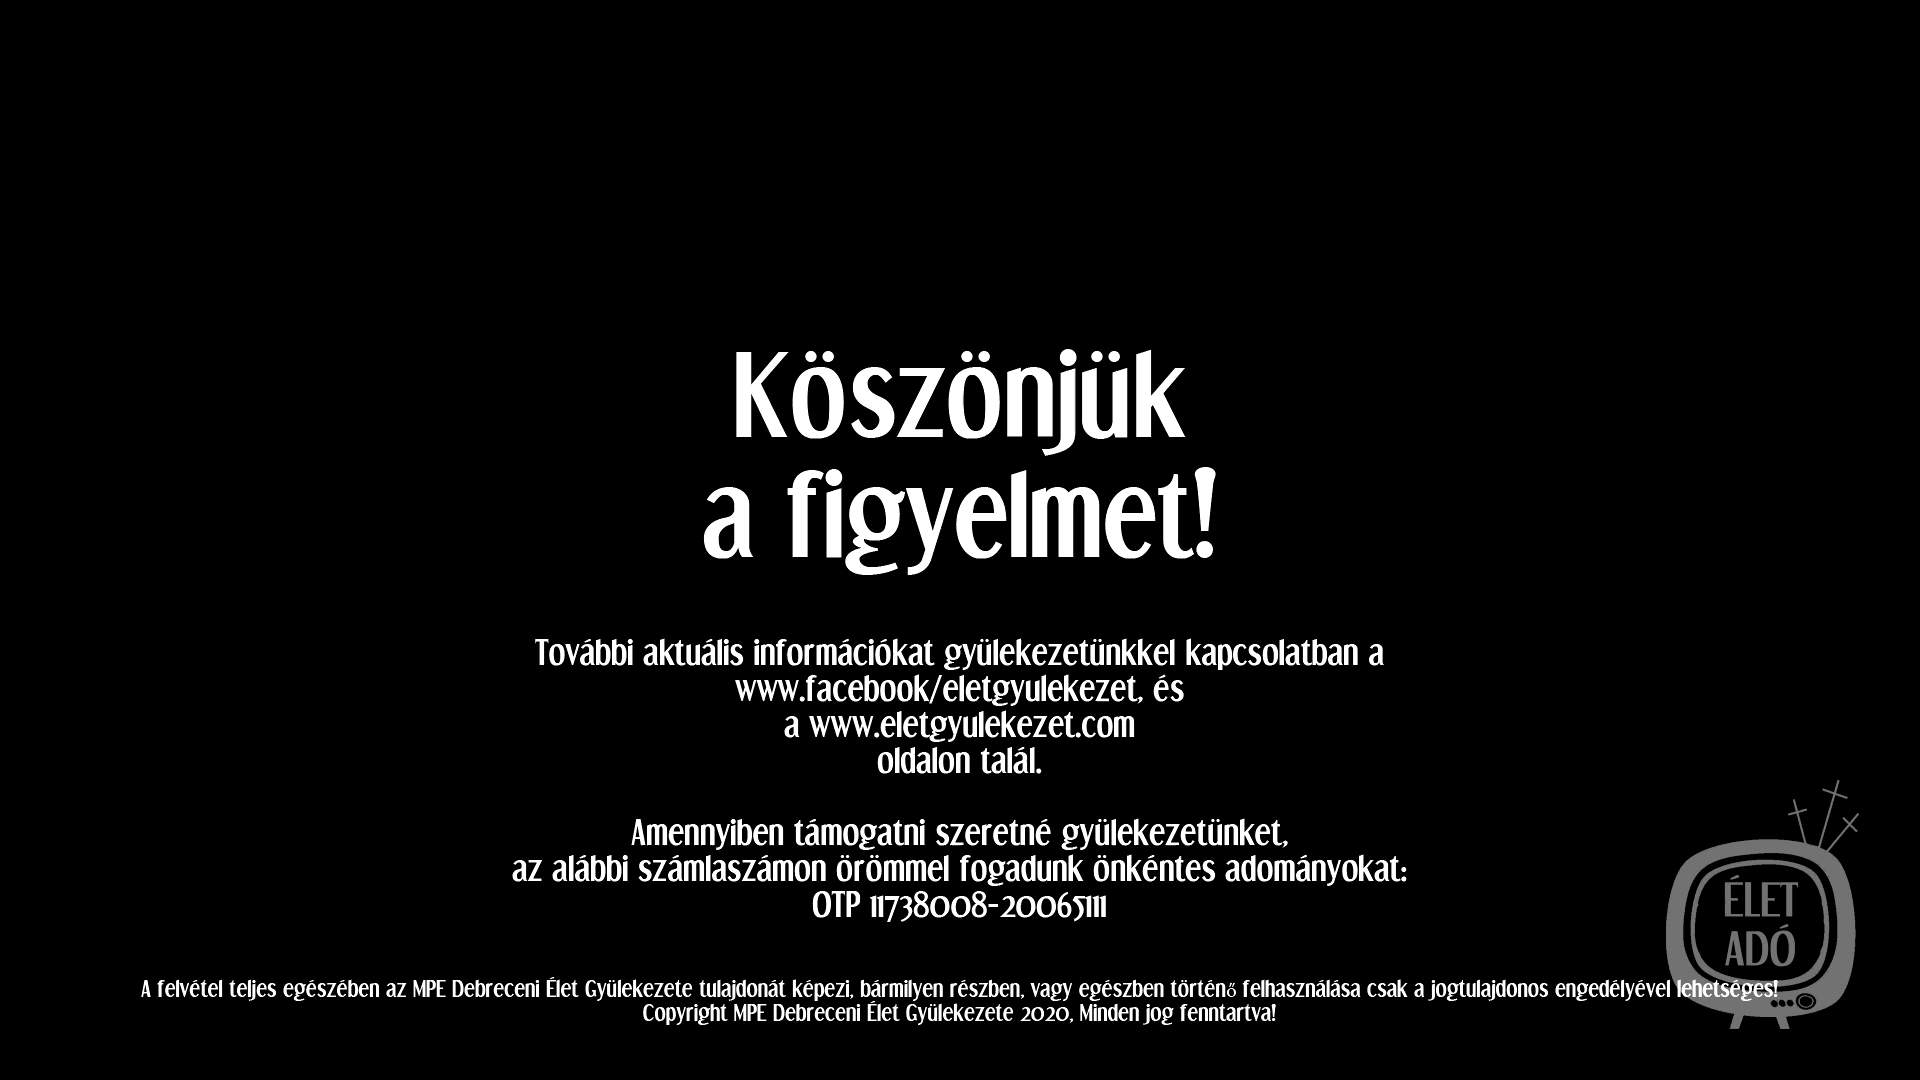 Köszönjük
a figyelmet!
További aktuális információkat gyülekezetünkkel kapcsolatban a
www.facebook/eletgyulekezet, és
a www.eletgyulekezet.com
oldalon talál.
Amennyiben támogatni szeretné gyülekezetünket,
az alábbi számlaszámon örömmel fogadunk önkéntes adományokat:
OTP 11738008-20065111
ÉLET
ADÓ
A felvétel teljes egészében az MPE Debreceni Élet Gyülekezete tulajdonát képezi, bármilyen részben, vagy egészben történő felhasználása csak a jogtulajdonos engedélyével lehetséges!
Copyright MPE Debreceni Élet Gyülekezete 2020, Minden jog fenntartva!